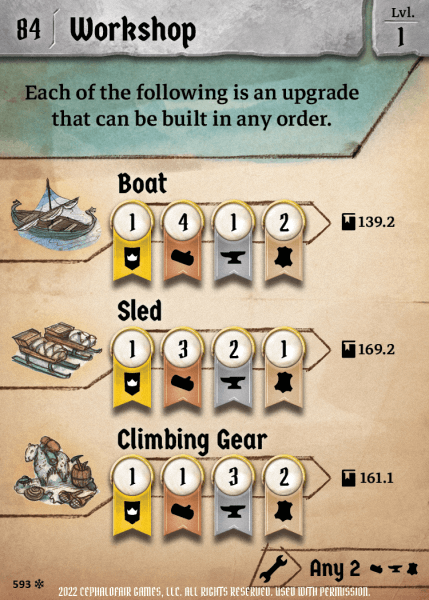 84 Workshop
Lvl.
1
Each of the following is an upgrade
that can be built in any order.
Boat
1 4 1 2
139.2
Sled
1 3 2 1
169.2
Climbing Gear
1 1 3 2
161.1
Any 2
593
2022 CEPHALOFAIR GAMES, LLC. ALL RIGHTS RESERVED. USED WITH PERMISSION.